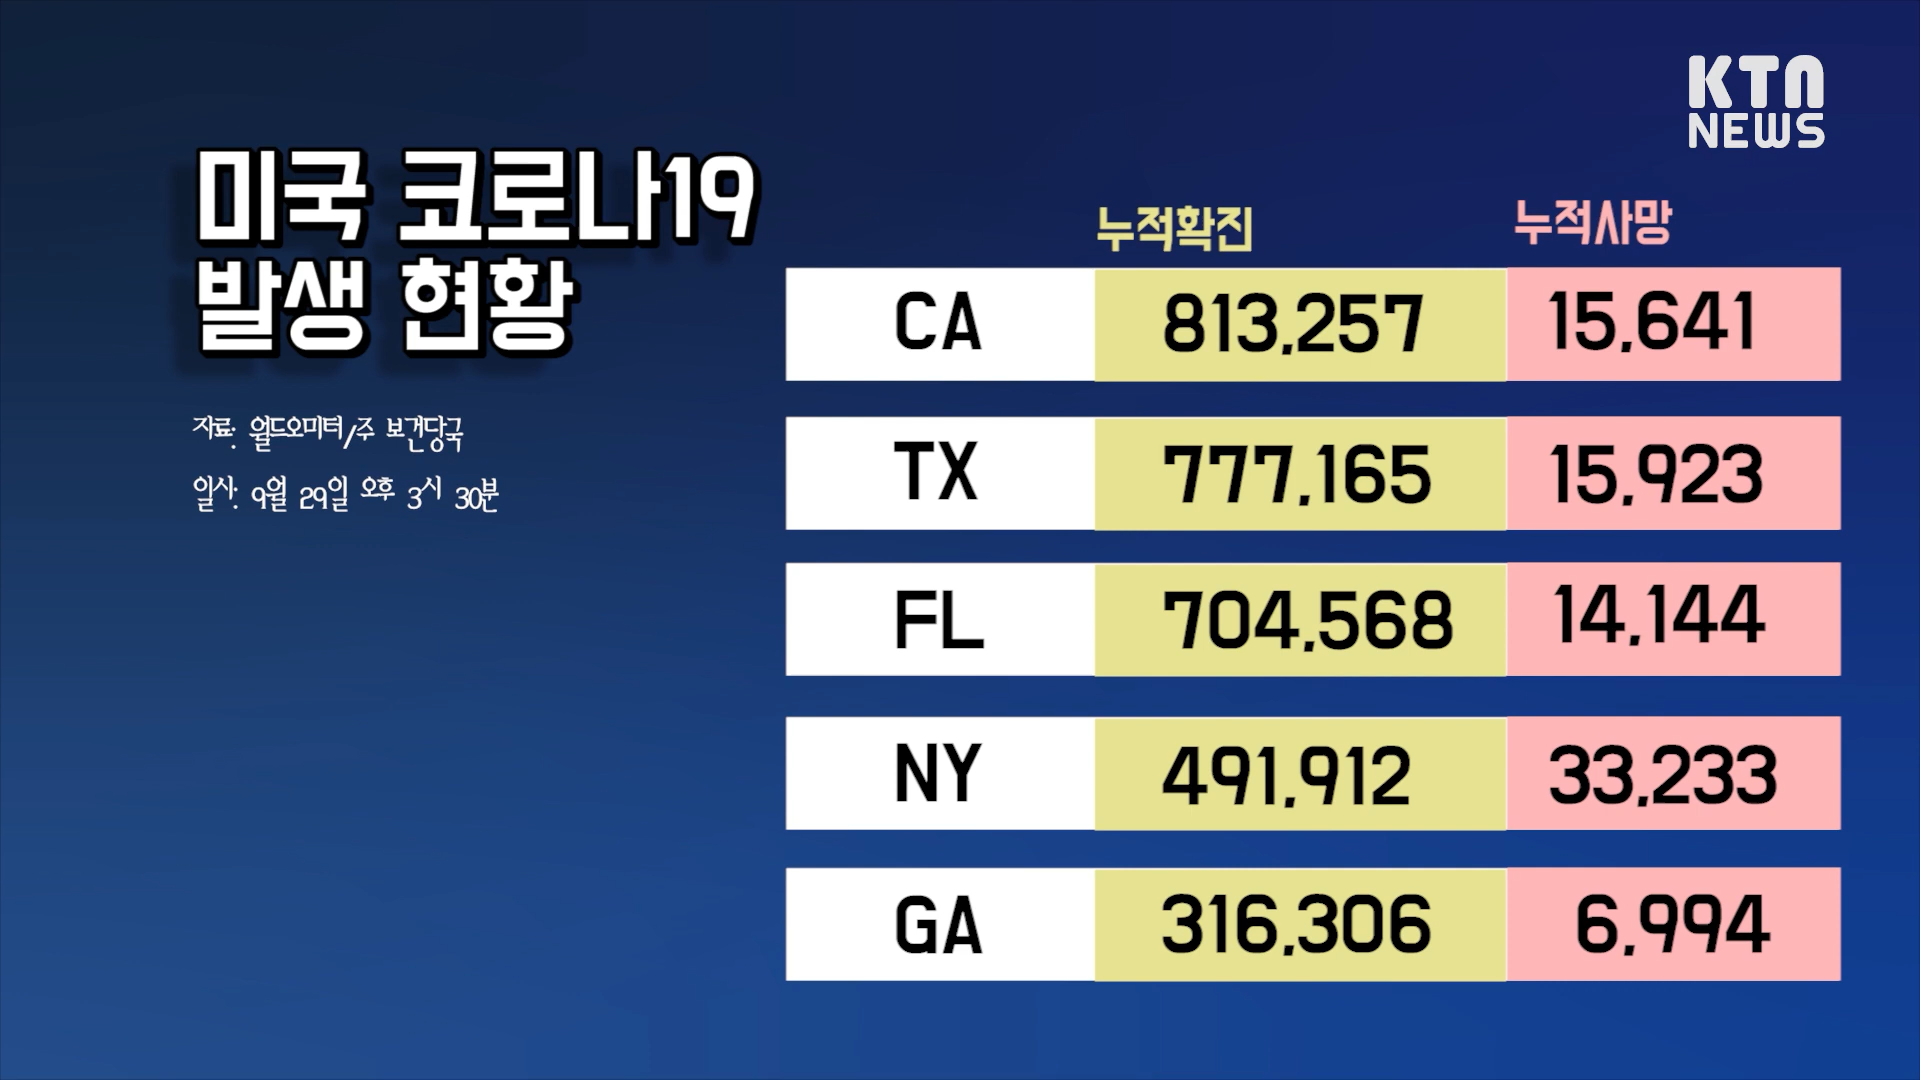 KTN
NEWS
미국 코로나19
발생 현황
자료: 월드오미터/주 보건당국
일시: 9월 29일 오후 3시 30분
누적확진 누적사망
CA 813,257 15,641
TX 777,165 15,923
FL 704,568 14,144
NY 491,912 33,233
GA 316,306 6,994